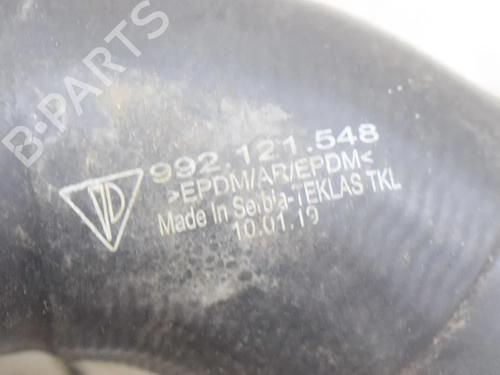 B-PARTS
992.121.548
>EPDM/AR/EPDM<
Made In Serbia-TEKLAS TKL
10.01.19